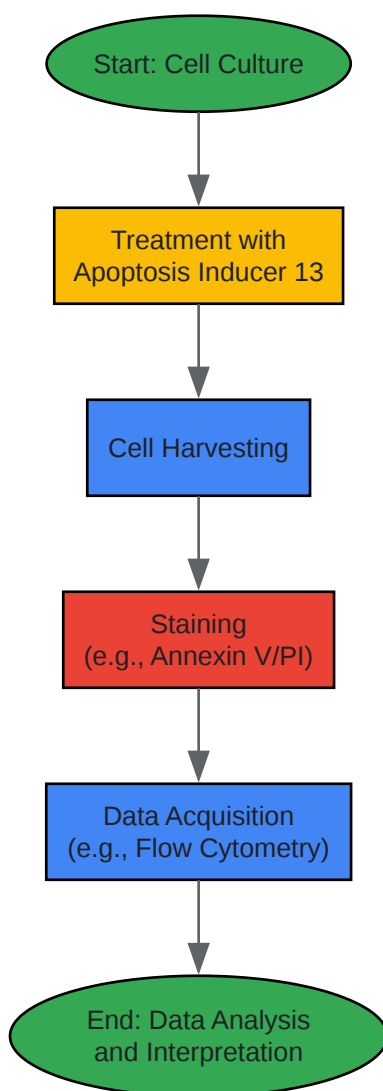 Start: Cell Culture
Treatment with
Apoptosis Inducer 13
Cell Harvesting
Staining
(e.g., Annexin V/PI)
Data Acquisition
(e.g., Flow Cytometry)
End: Data Analysis
and Interpretation